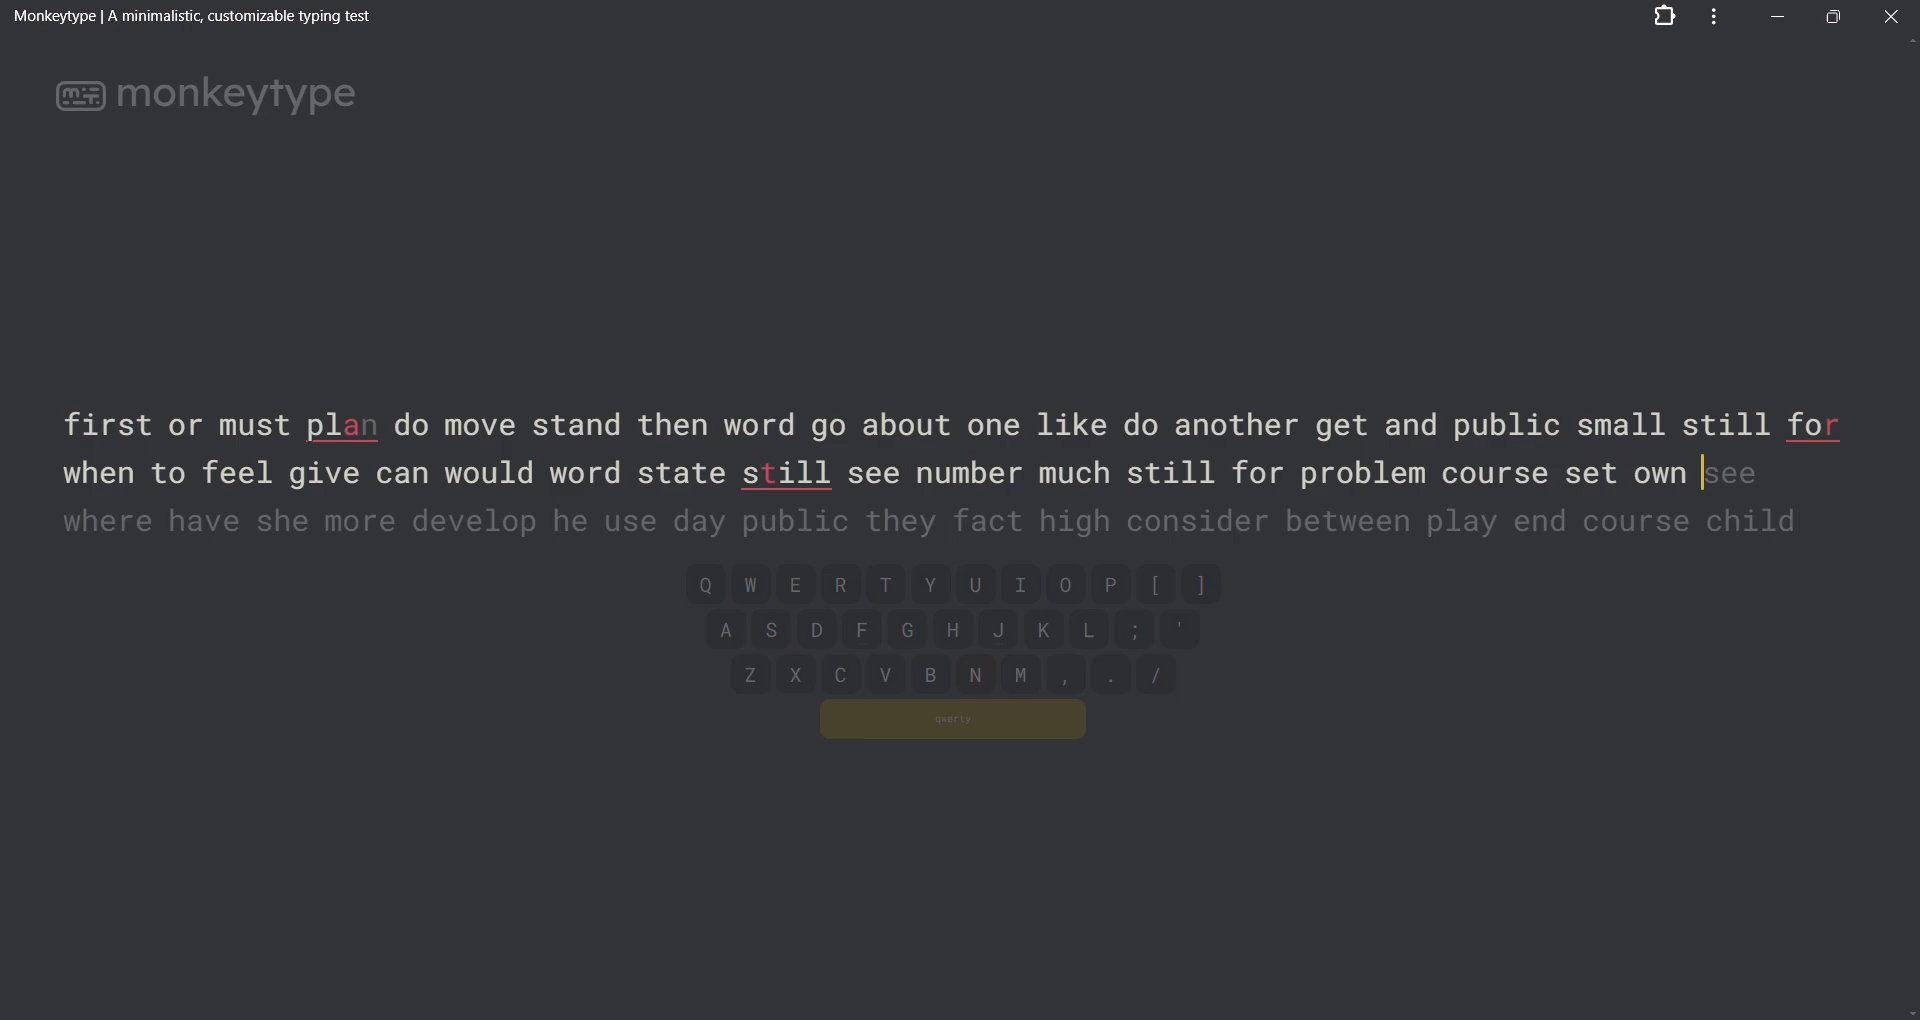 Monkeytype | A minimalistic, customizable typing test
monkeytype
first or must plan do move stand then word go about one like do another get and public small still for
when to feel give can would word state still see number much still for problem course set own see
where have she more develop he use day public they fact high consider between play end course child
Q W E R T Y U I O P [ ]
A S D F G H J K L ; '
Z X C V B N M , . /
qwerty